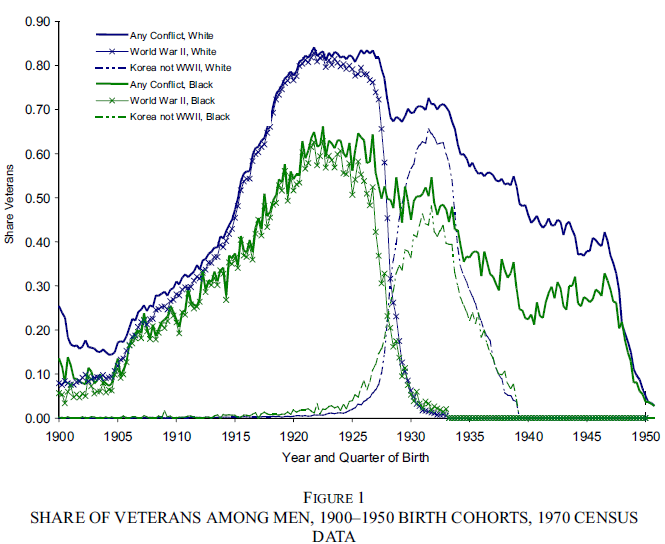 0.90
0.80
0.70
0.60
0.50
0.40
0.30
0.20
0.10
0.00
Share Veterans
Any Conflict, White
World War II, White
Korea not WWII, White
Any Conflict, Black
World War II, Black
Korea not WWII, Black
1900 1905 1910 1915 1920 1925 1930 1935 1940 1945 1950
Year and Quarter of Birth
FIGURE 1
SHARE OF VETERANS AMONG MEN, 1900–1950 BIRTH COHORTS, 1970 CENSUS
DATA